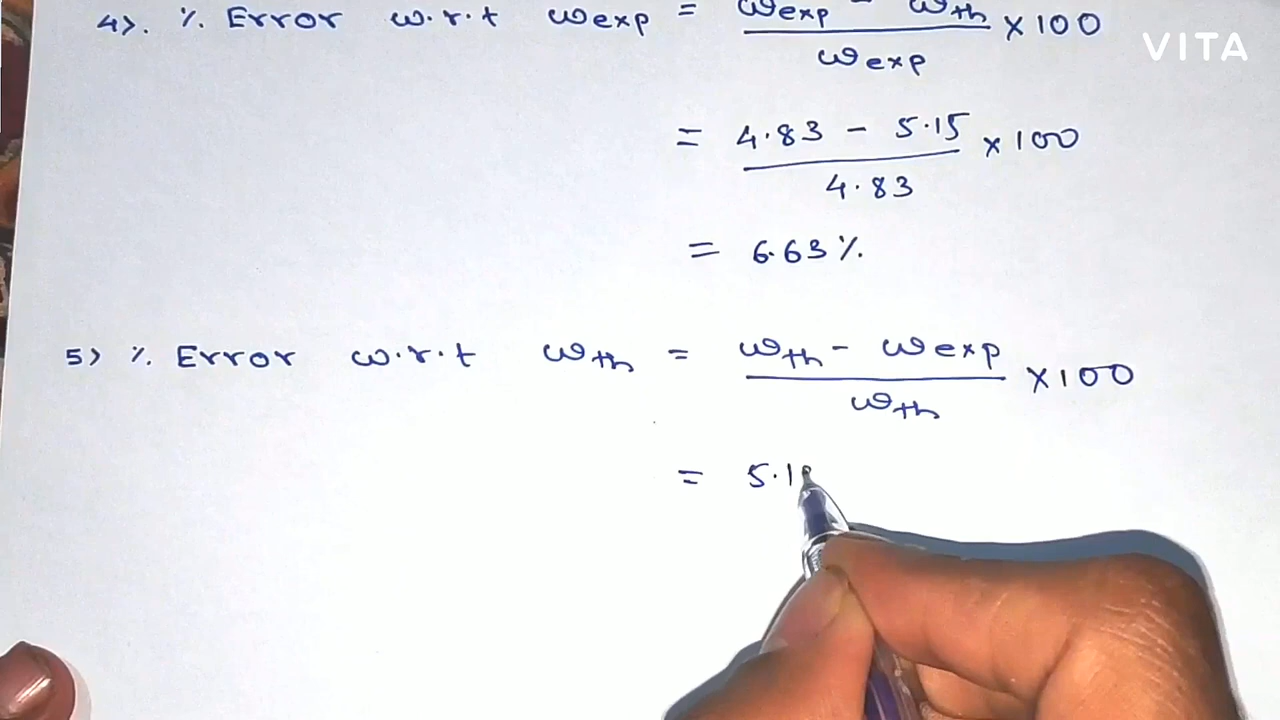 4>. % Error w.r.t ωexp = ωexp - ωth × 100
ωexp
VITA
= 4.83 - 5.15 × 100
4.83
= 6.63 %.
5> % Error w.r.t ωth = ωth - ωexp × 100
ωth
= 5.1